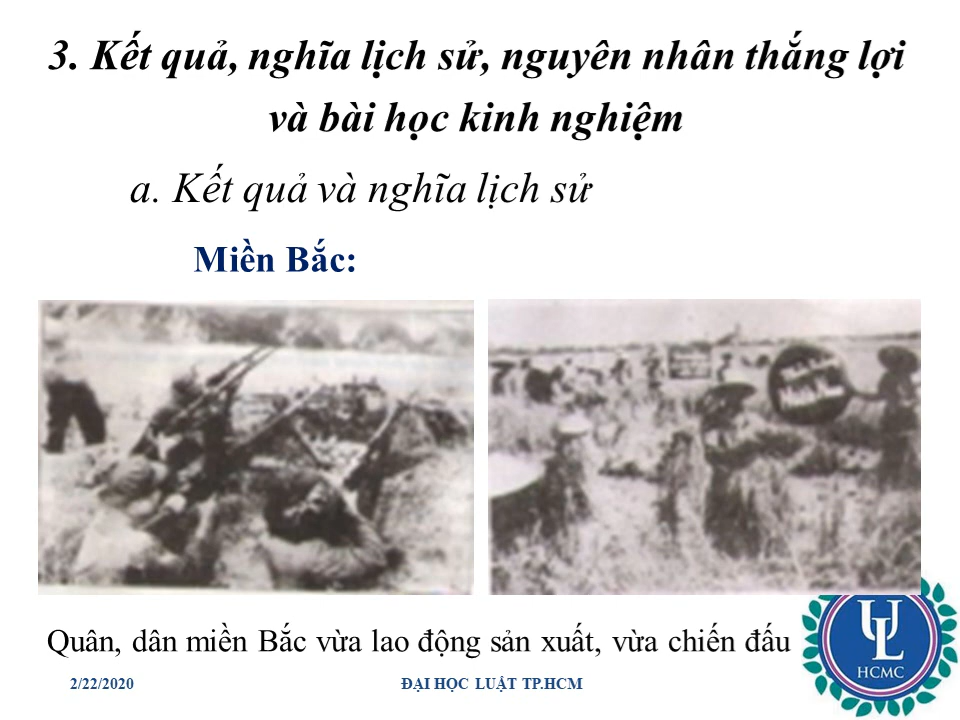 3. Kết quả, nghĩa lịch sử, nguyên nhân thắng lợi
và bài học kinh nghiệm
a. Kết quả và nghĩa lịch sử
Miền Bắc:
Quân, dân miền Bắc vừa lao động sản xuất, vừa chiến đấu
2/22/2020
ĐẠI HỌC LUẬT TP.HCM
UL
HCMC